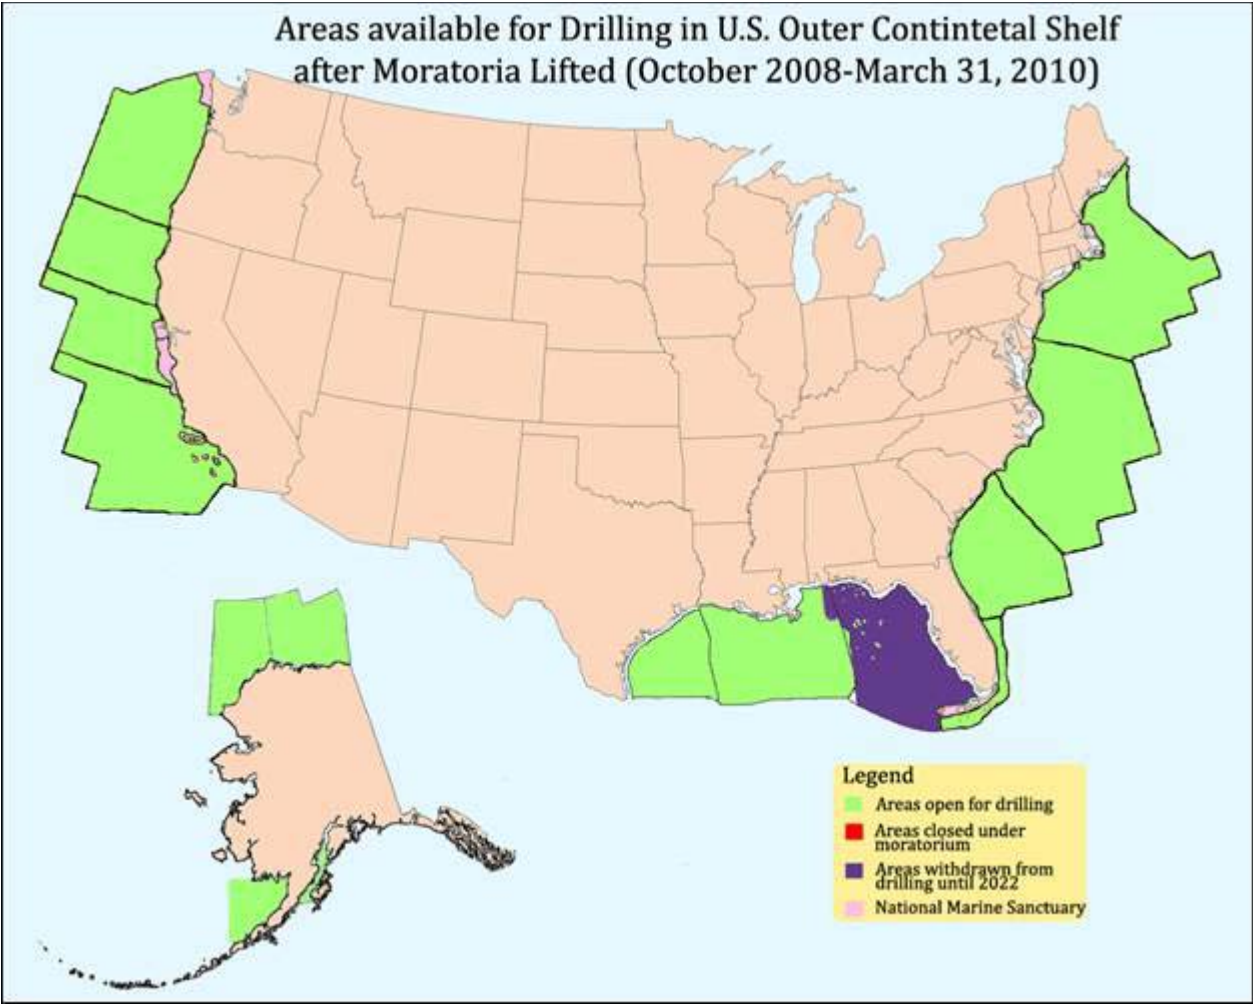 Areas available for Drilling in U.S. Outer Contintetal Shelf
after Moratoria Lifted (October 2008-March 31, 2010)
Legend
Areas open for drilling
Areas closed under
moratorium
Areas withdrawn from
drilling until 2022
National Marine Sanctuary